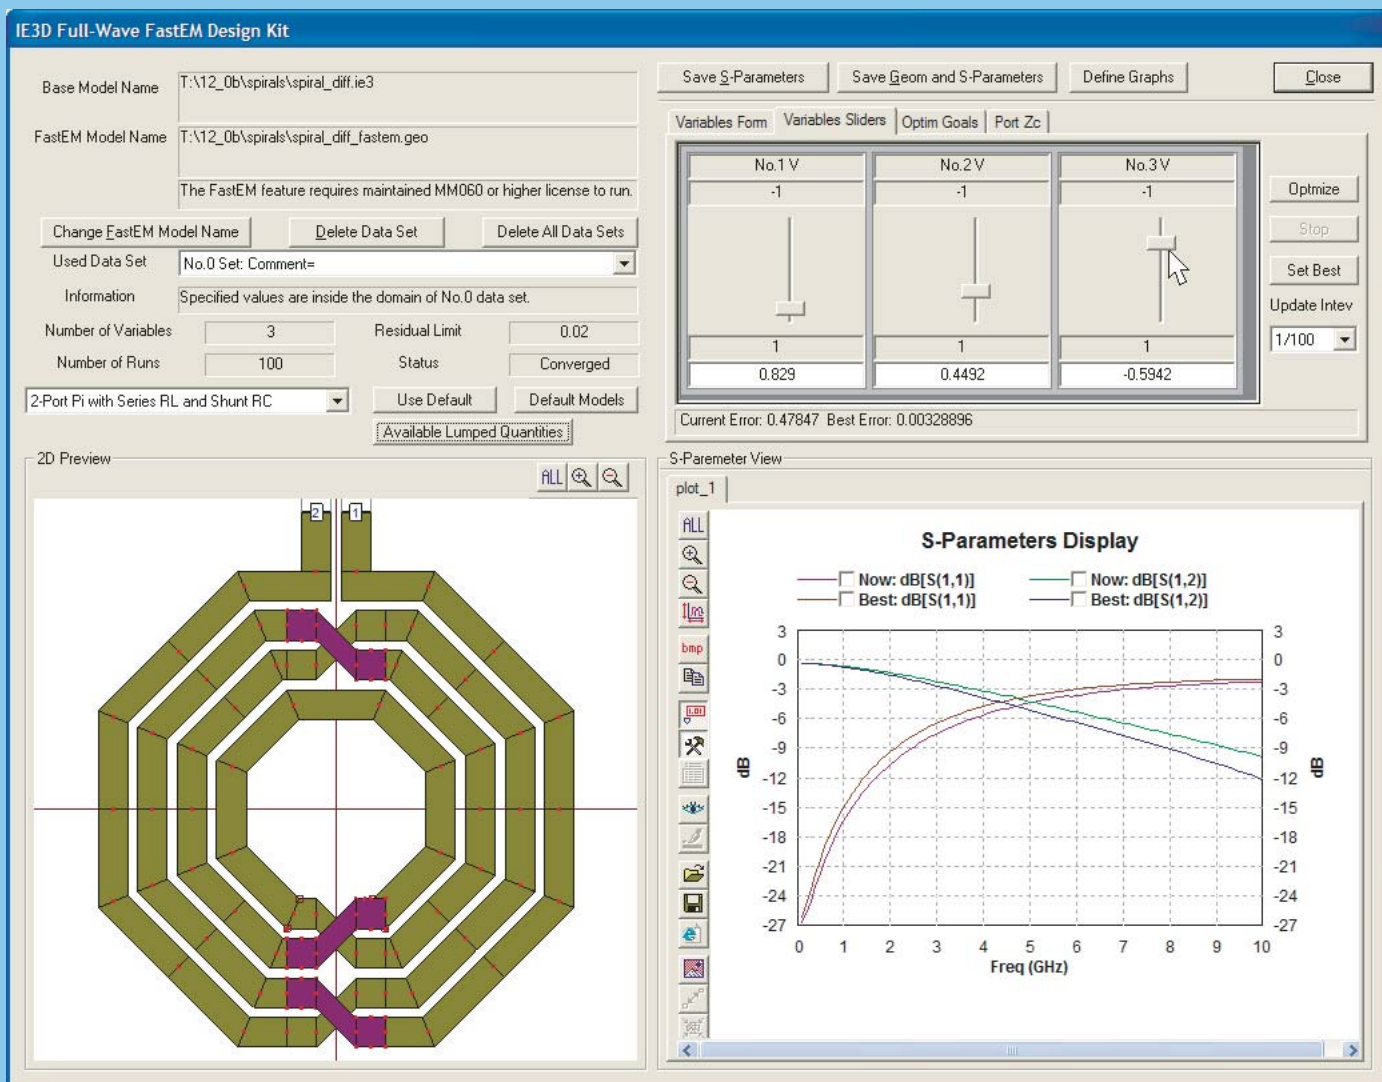 IE3D Full-Wave FastEM Design Kit
Base Model Name
T:\12_0b\spirals\spiral_diff.ie3
FastEM Model Name
T:\12_0b\spirals\spiral_diff_fastem.geo
The FastEM feature requires maintained MM060 or higher license to run.
Change FastEM Model Name
Delete Data Set
Delete All Data Sets
Used Data Set
No.0 Set: Comment=
Information
Specified values are inside the domain of No.0 data set.
Number of Variables
3
Residual Limit
0.02
Number of Runs
100
Status
Converged
2-Port Pi with Series RL and Shunt RC
Use Default
Default Models
Available Lumped Quantities
Save S-Parameters
Save Geom and S-Parameters
Define Graphs
Close
Variables Form
Variables Sliders
Optim Goals
Port Zc
No.1 V
No.2 V
No.3 V
-1
-1
-1
1
1
1
0.829
0.4492
-0.5942
Optmize
Stop
Set Best
Update Intev
1/100
Current Error: 0.47847 Best Error: 0.00328896
2D Preview
ALL
2
1
S-Paremeter View
plot_1
ALL
bmp
1.01
S-Parameters Display
Now: dB[S(1,1)]
Now: dB[S(1,2)]
Best: dB[S(1,1)]
Best: dB[S(1,2)]
3
0
-3
-6
-9
-12
-15
-18
-21
-24
-27
dB
3
0
-3
-6
-9
-12
-15
-18
-21
-24
-27
dB
0 1 2 3 4 5 6 7 8 9 10
Freq (GHz)